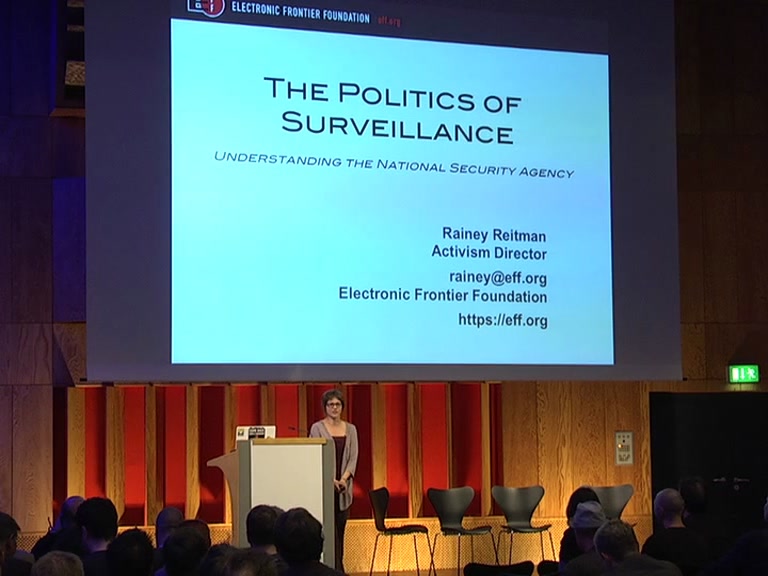 ELECTRONIC FRONTIER FOUNDATION eff.org
THE POLITICS OF
SURVEILLANCE
UNDERSTANDING THE NATIONAL SECURITY AGENCY
Rainey Reitman
Activism Director
rainey@eff.org
Electronic Frontier Foundation
https://eff.org